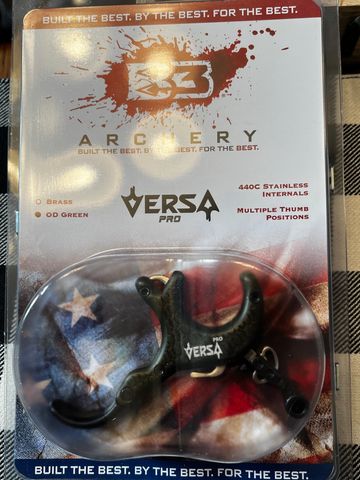 BUILT THE BEST. BY THE BEST. FOR THE BEST.
B3
ARCHERY
BUILT THE BEST. BY THE BEST. FOR THE BEST.
Brass
OD Green
VERSA
PRO
440C Stainless
Internals
Multiple Thumb
Positions
PRO
VERSA
BUILT THE BEST. BY THE BEST. FOR THE BEST.